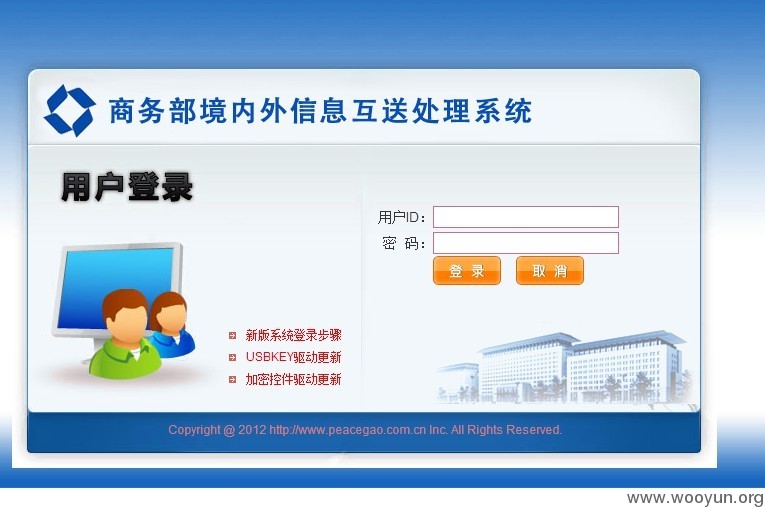 商务部境内外信息互送处理系统
用户登录
用户ID：
密 码：
登 录 取 消
新版系统登录步骤
USBKEY驱动更新
加密控件驱动更新
Copyright @ 2012 http://www.peacegao.com.cn Inc. All Rights Reserved.
www.wooyun.org